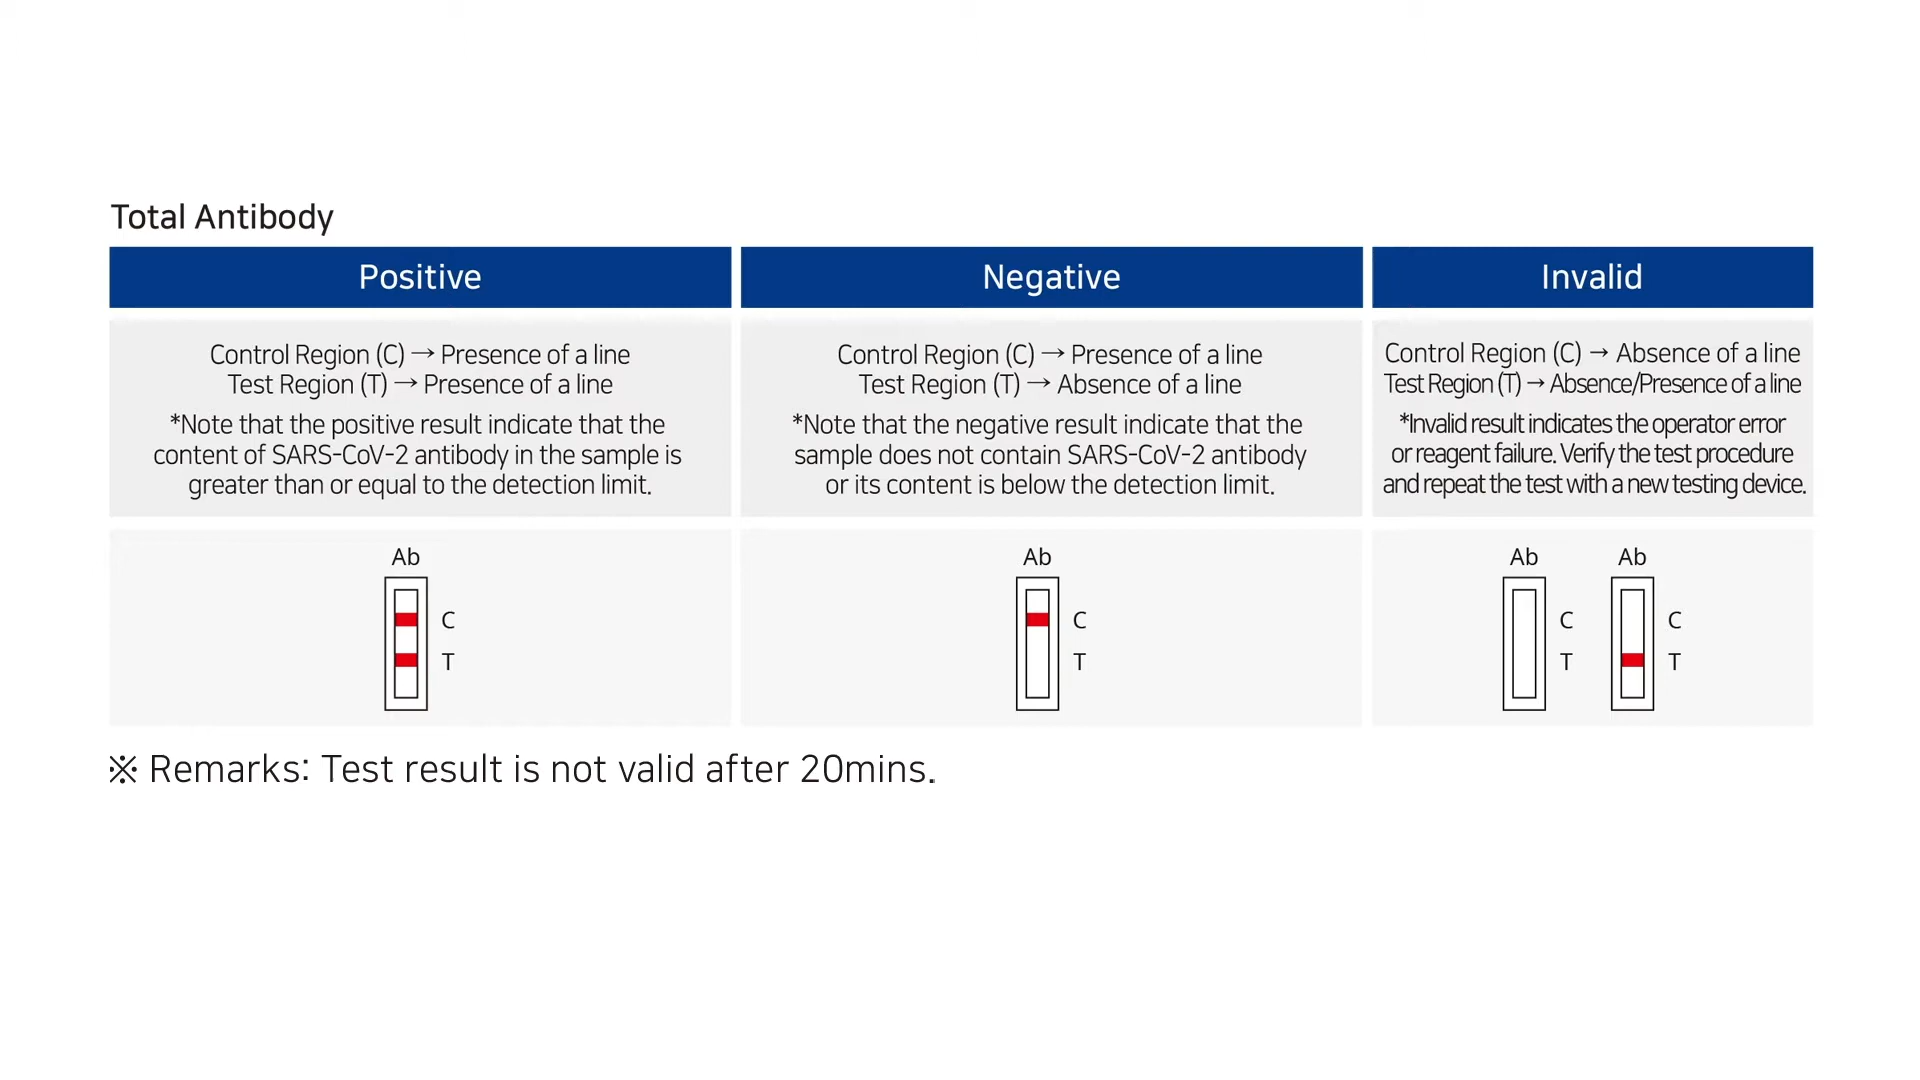 Total Antibody
Positive
Negative
Invalid
Control Region (C) → Presence of a line
Test Region (T) → Presence of a line
*Note that the positive result indicate that the
content of SARS-CoV-2 antibody in the sample is
greater than or equal to the detection limit.
Control Region (C) → Presence of a line
Test Region (T) → Absence of a line
*Note that the negative result indicate that the
sample does not contain SARS-CoV-2 antibody
or its content is below the detection limit.
Control Region (C) → Absence of a line
Test Region (T) → Absence/Presence of a line
*Invalid result indicates the operator error
or reagent failure. Verify the test procedure
and repeat the test with a new testing device.
Ab
C
T
Ab
C
T
Ab
C
T
Ab
C
T
※ Remarks: Test result is not valid after 20mins.